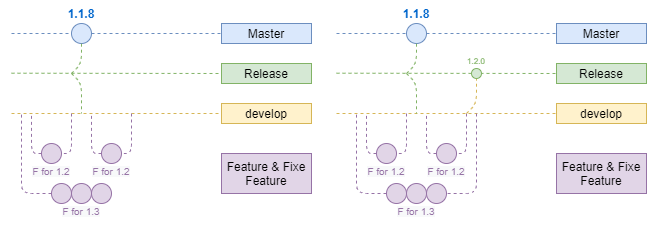 1.1.8
Master
Release
develop
F for 1.2
F for 1.2
Feature & Fixe
Feature
F for 1.3
1.1.8
Master
1.2.0
Release
develop
F for 1.2
F for 1.2
Feature & Fixe
Feature
F for 1.3